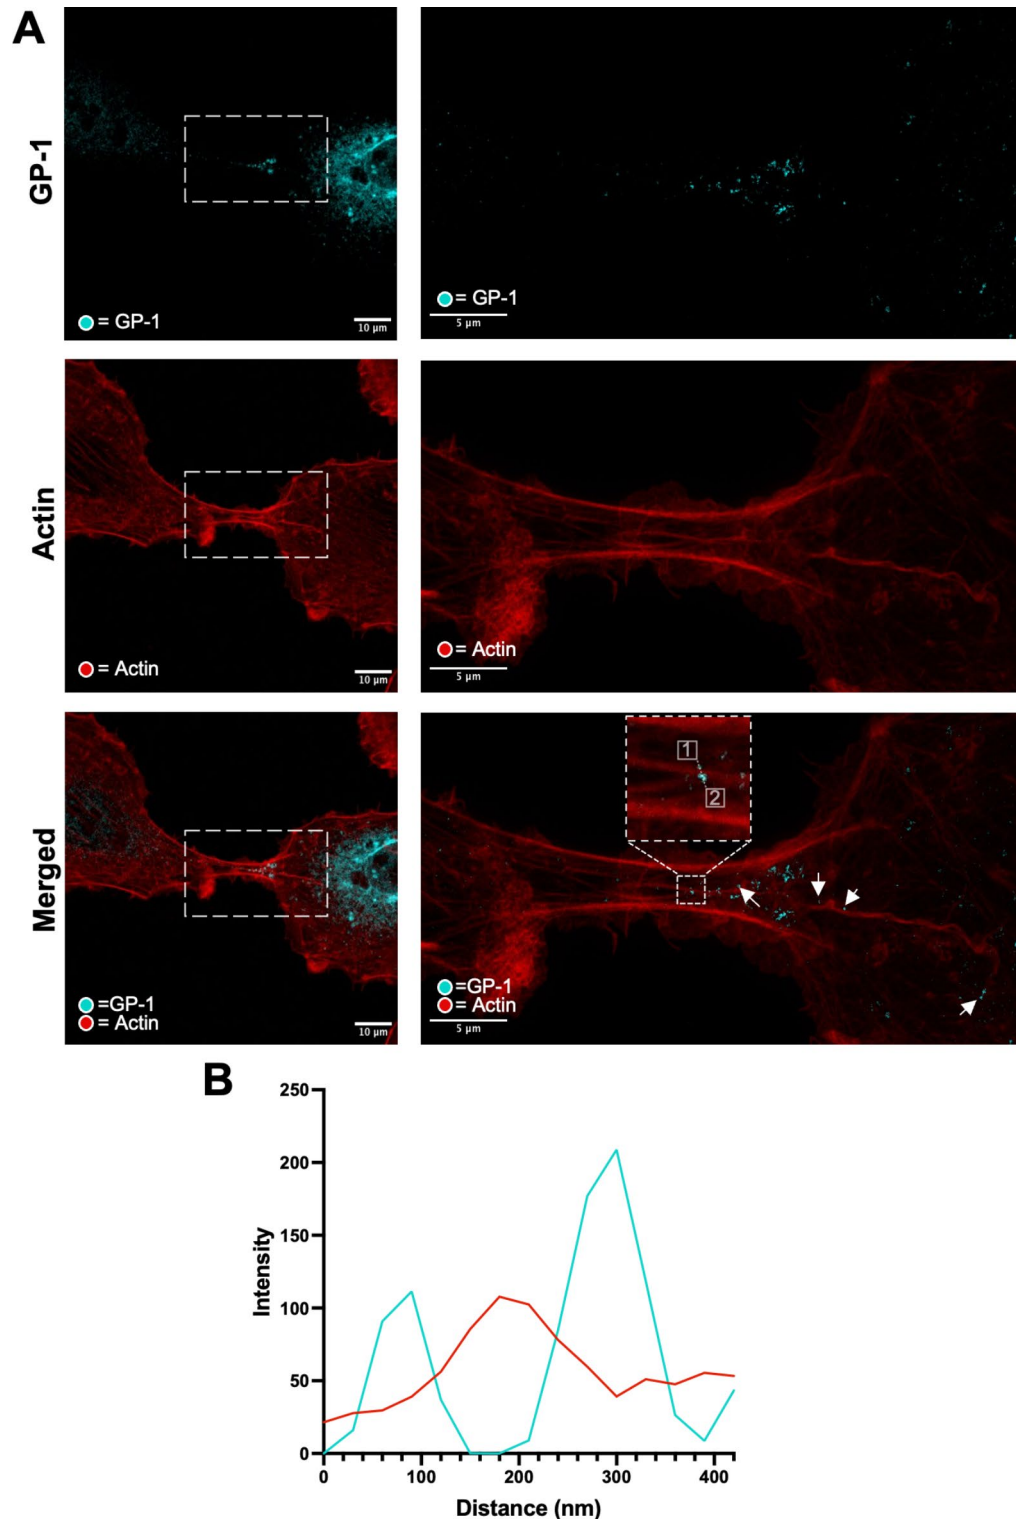 A
GP-1
= GP-1
10 µm
= GP-1
5 µm
Actin
= Actin
10 µm
= Actin
5 µm
Merged
=GP-1
= Actin
10 µm
1
2
=GP-1
= Actin
5 µm
B
250
200
150
100
50
0
Intensity
0 100 200 300 400
Distance (nm)